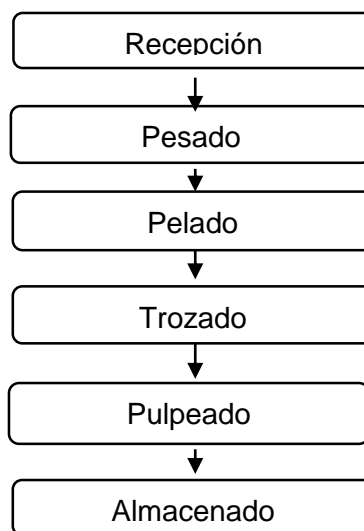 Recepción
Pesado
Pelado
Trozado
Pulpeado
Almacenado